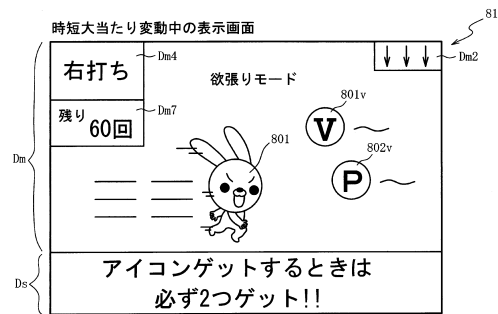 時短大当たり変動中の表示画面
81
右打ち
Dm4
欲張りモード
Dm2
残り
60回
Dm7
801v
V
802v
P
801
Dm
Ds
アイコンゲットするときは
必ず2つゲット!!